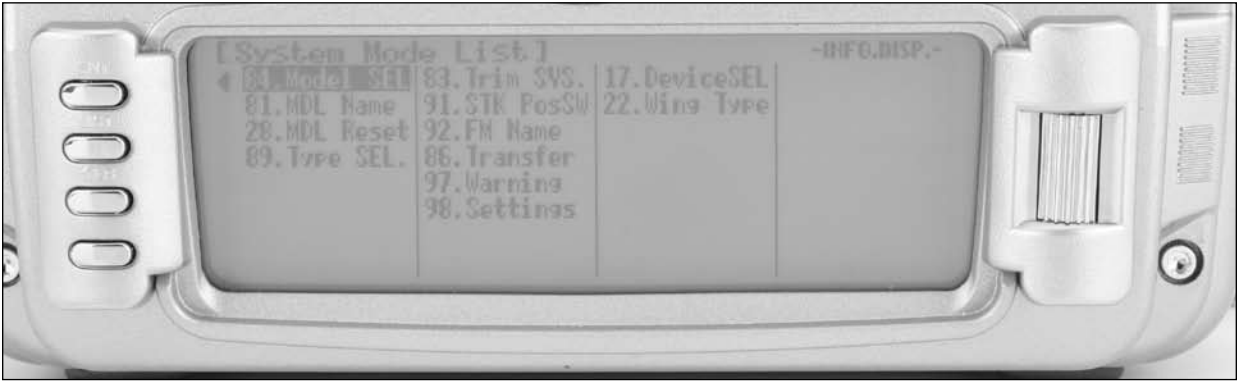 [System Mode List] -INFO.DISP.-
84.Model SEL 83.Trim SYS. 17.DeviceSEL
81.MDL Name 91.STK PosSW 22.Wing Type
28.MDL Reset 92.FM Name
89.Type SEL. 86.Transfer
97.Warning
98.Settings